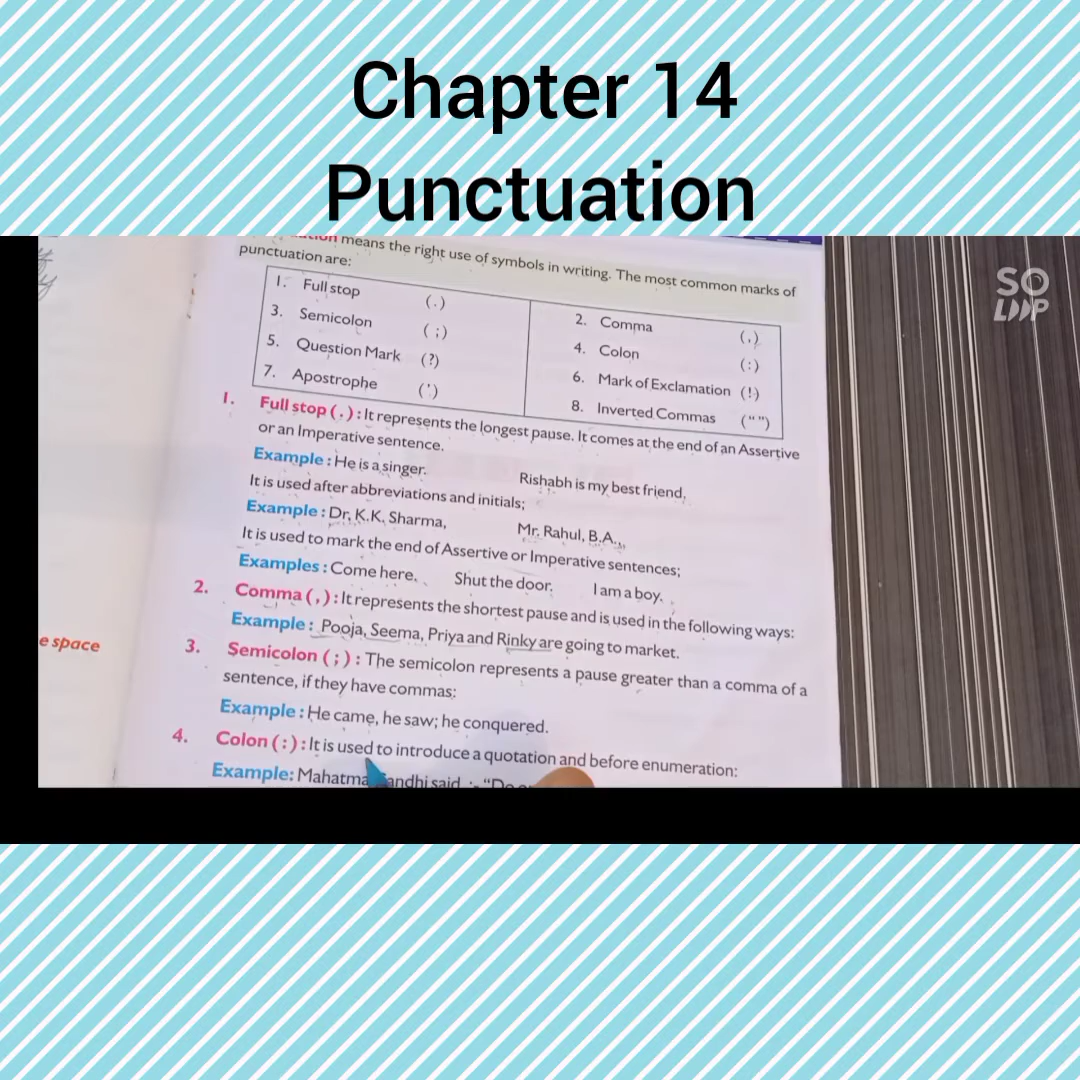 Chapter 14
Punctuation
means the right use of symbols in writing. The most common marks of
punctuation are:
1. Full stop (.) 2. Comma (,)
3. Semicolon (;) 4. Colon (:)
5. Question Mark (?) 6. Mark of Exclamation (!)
7. Apostrophe (') 8. Inverted Commas (“ ”)
1. Full stop (.) : It represents the longest pause. It comes at the end of an Assertive
or an Imperative sentence.
Example : He is a singer. Rishabh is my best friend.
It is used after abbreviations and initials;
Example : Dr. K.K. Sharma, Mr. Rahul, B.A.,
It is used to mark the end of Assertive or Imperative sentences;
Examples : Come here. Shut the door. I am a boy.
2. Comma (,) : It represents the shortest pause and is used in the following ways:
Example : Pooja, Seema, Priya and Rinky are going to market.
3. Semicolon (;) : The semicolon represents a pause greater than a comma of a
sentence, if they have commas:
Example : He came, he saw; he conquered.
4. Colon (:) : It is used to introduce a quotation and before enumeration:
Example: Mahatma said :- “Do
e space
SO
LOOP